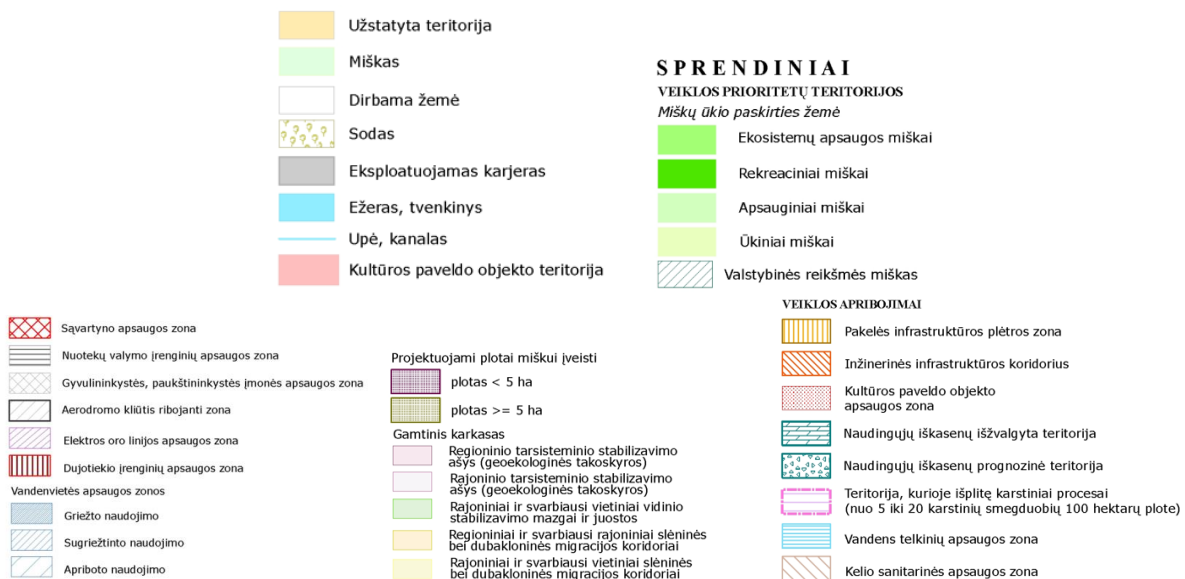 Užstatyta teritorija
Miškas
Dirbama žemė
Sodas
Eksploatuojamas karjeras
Ežeras, tvenkinys
Upė, kanalas
Kultūros paveldo objekto teritorija
SPRENDINIAI
VEIKLOS PRIORITETŲ TERITORIJOS
Miškų ūkio paskirties žemė
Ekosistemų apsaugos miškai
Rekreaciniai miškai
Apsauginiai miškai
Ūkiniai miškai
Valstybinės reikšmės miškas
Sąvartyno apsaugos zona
Nuotekų valymo įrenginių apsaugos zona
Gyvulininkystės, paukštininkystės įmonės apsaugos zona
Aerodromo kliūtis ribojanti zona
Elektros oro linijos apsaugos zona
Dujotiekio įrenginių apsaugos zona
Vandenvietės apsaugos zonos
Griežto naudojimo
Sugriežtinto naudojimo
Apriboto naudojimo
Projektuojami plotai miškui įveisti
plotas < 5 ha
plotas >= 5 ha
Gamtinis karkasas
Regioninio tarsisteminio stabilizavimo
ašys (geoekologinės takoskyros)
Rajoninio tarsisteminio stabilizavimo
ašys (geoekologinės takoskyros)
Rajoniniai ir svarbiausi vietiniai vidinio
stabilizavimo mazgai ir juostos
Regioniniai ir svarbiausi rajoniniai slėninės
bei dubakloninės migracijos koridoriai
Rajoniniai ir svarbiausi vietiniai slėninės
bei dubakloninės migracijos koridoriai
VEIKLOS APRIBOJIMAI
Pakelės infrastruktūros plėtros zona
Inžinerinės infrastruktūros koridorius
Kultūros paveldo objekto
apsaugos zona
Naudingųjų iškasenų išžvalgyta teritorija
Naudingųjų iškasenų prognozinė teritorija
Teritorija, kurioje išplitę karstiniai procesai
(nuo 5 iki 20 karstinių smegduobių 100 hektarų plote)
Vandens telkinių apsaugos zona
Kelio sanitarinės apsaugos zona